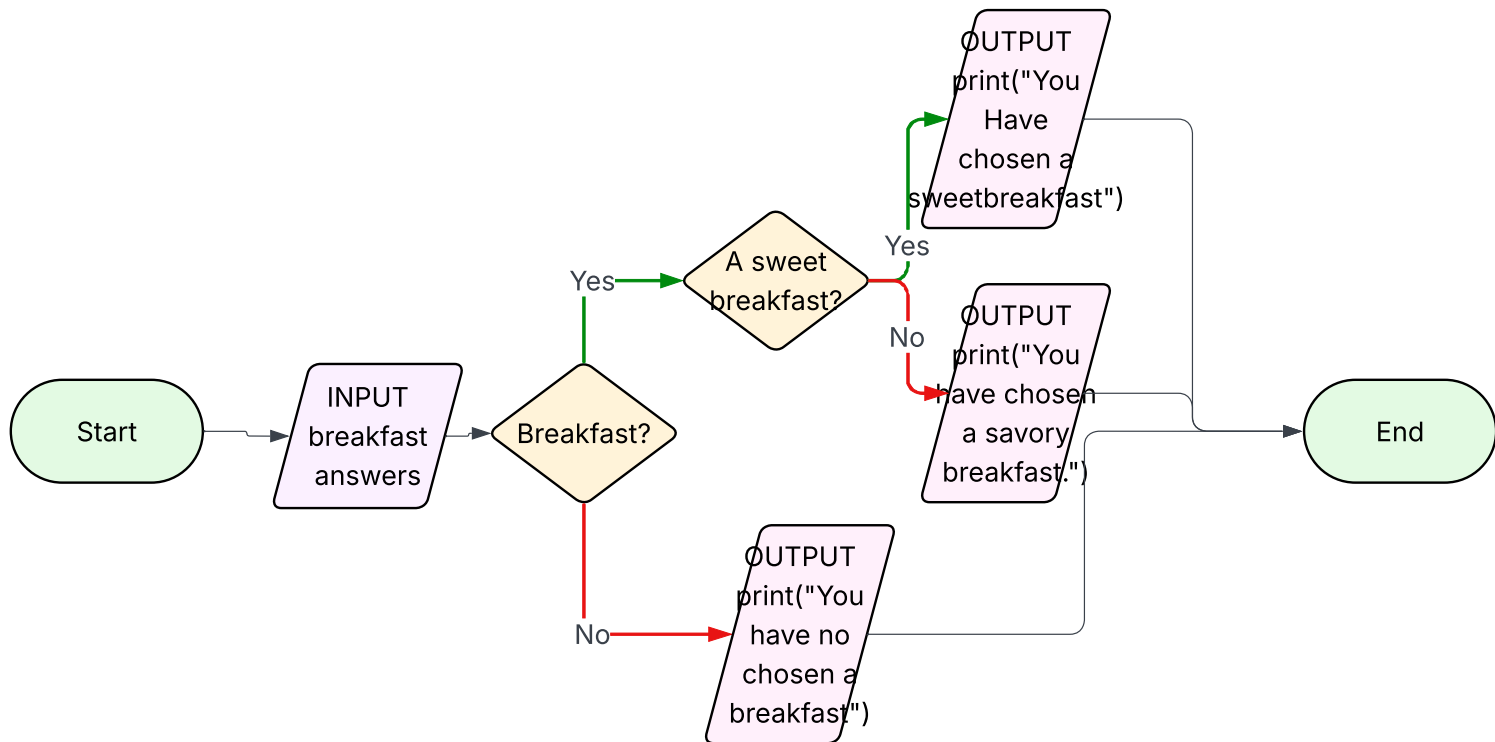 Start
INPUT
breakfast
answers
Breakfast?
Yes
A sweet
breakfast?
Yes
OUTPUT
print("You
Have
chosen a
sweetbreakfast")
No
OUTPUT
print("You
have chosen
a savory
breakfast.")
No
OUTPUT
print("You
have no
chosen a
breakfast")
End